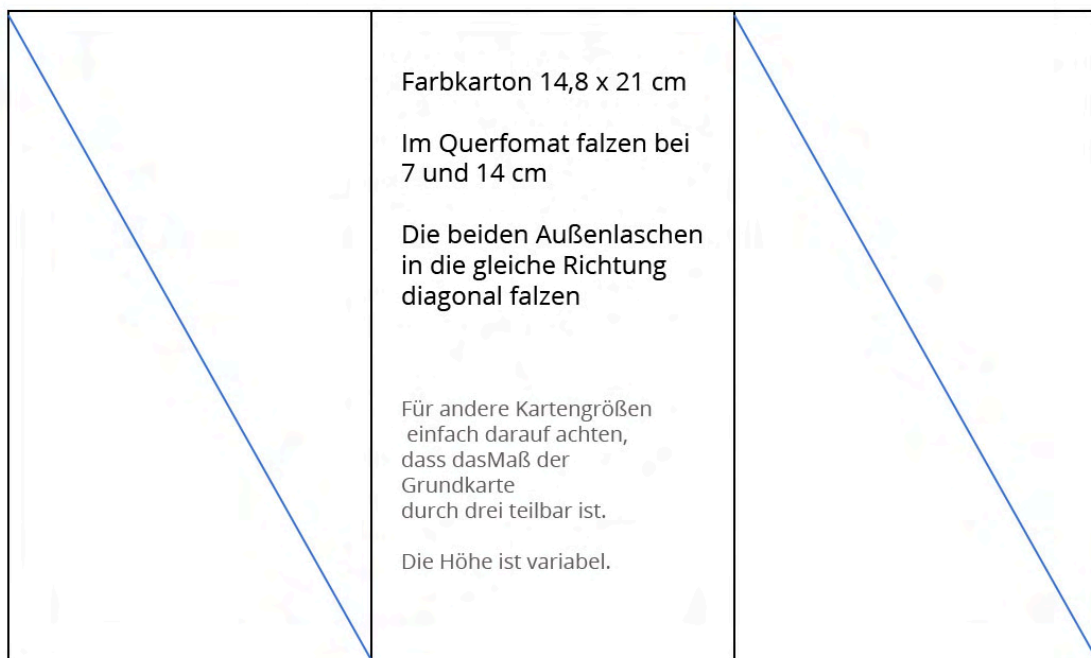 Farbkarton 14,8 x 21 cm
Im Querfomat falzen bei
7 und 14 cm
Die beiden Außenlaschen
in die gleiche Richtung
diagonal falzen
Für andere Kartengrößen
einfach darauf achten,
dass dasMaß der
Grundkarte
durch drei teilbar ist.
Die Höhe ist variabel.